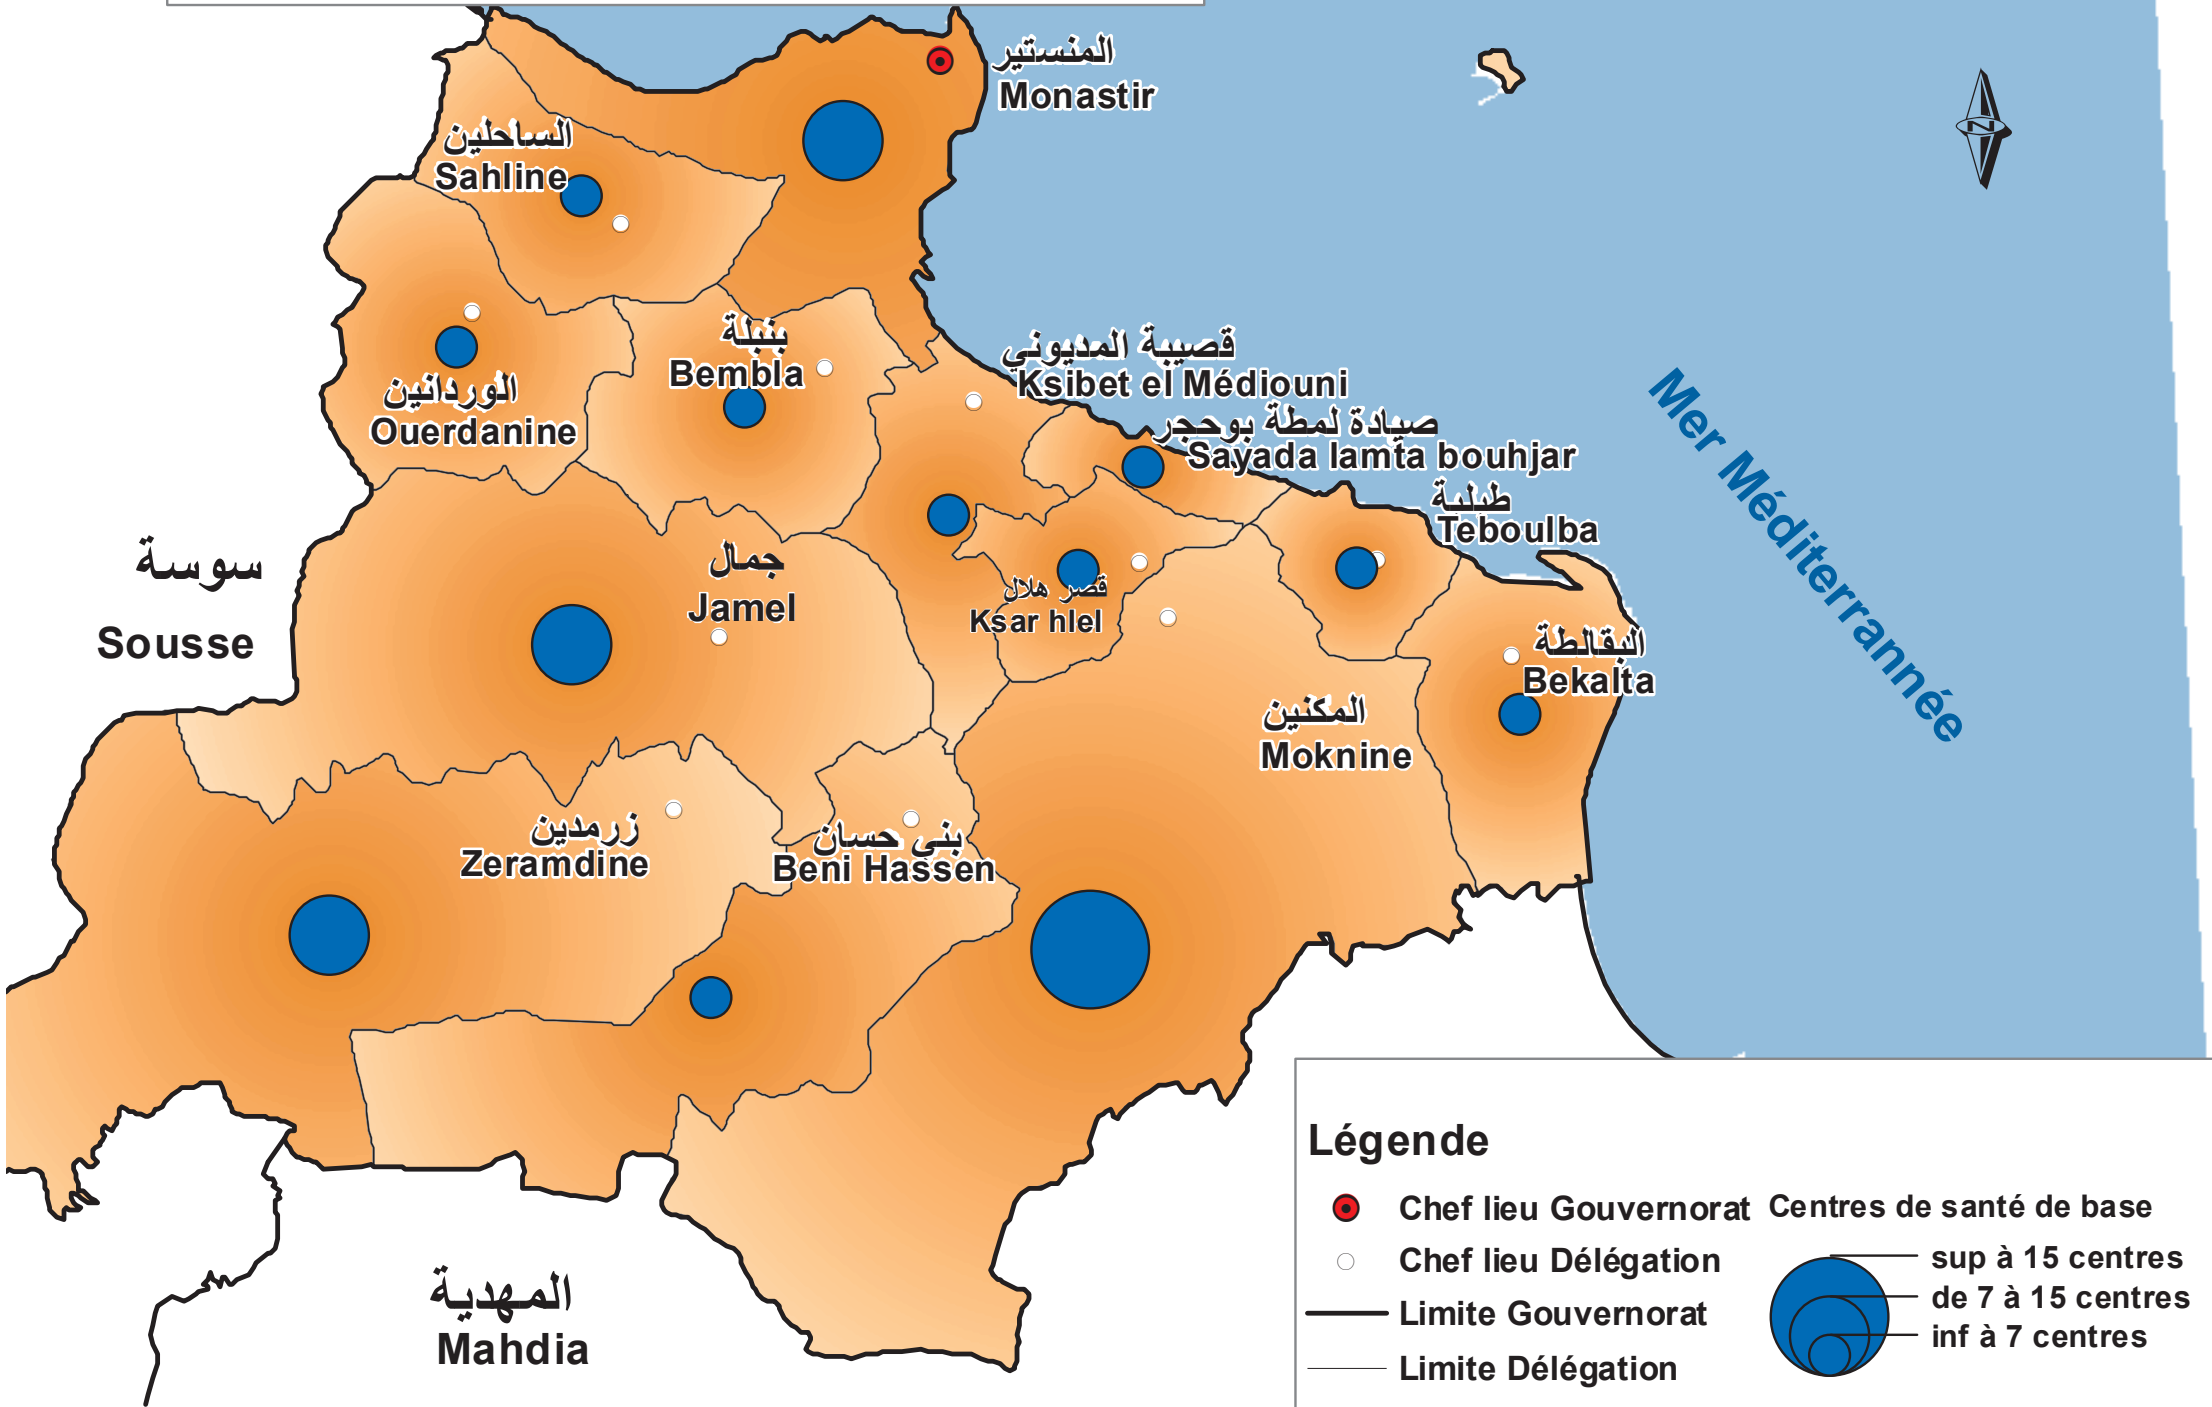 المنستير
Monastir
الساحلين
Sahline
بنبلة
Bembla
قصيبة المديوني
Ksibet el Médiouni
الوردانين
Ouerdanine
صيادة لمطة بوحجر
Sayada lamta bouhjar
طبلبة
Teboulba
Mer Méditerrannée
سوسة
Sousse
جمال
Jamel
قصر هلال
Ksar hlel
البقالطة
Bekalta
المكنين
Moknine
زرمدين
Zeramdine
بني حسان
Beni Hassen
المهدية
Mahdia
N
Légende
Chef lieu Gouvernorat
Chef lieu Délégation
Limite Gouvernorat
Limite Délégation
Centres de santé de base
sup à 15 centres
de 7 à 15 centres
inf à 7 centres